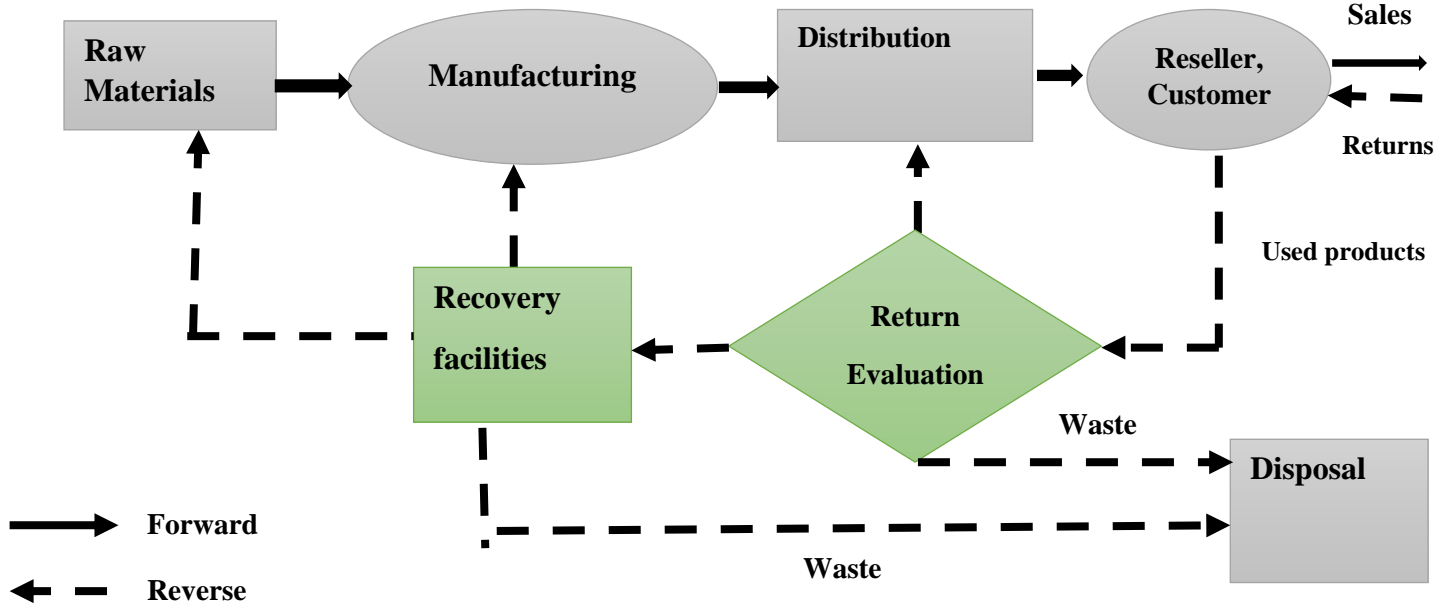 Sales
Raw
Materials
Manufacturing
Distribution
Reseller,
Customer
Returns
Used products
Recovery
facilities
Return
Evaluation
Waste
Disposal
Forward
Waste
Reverse